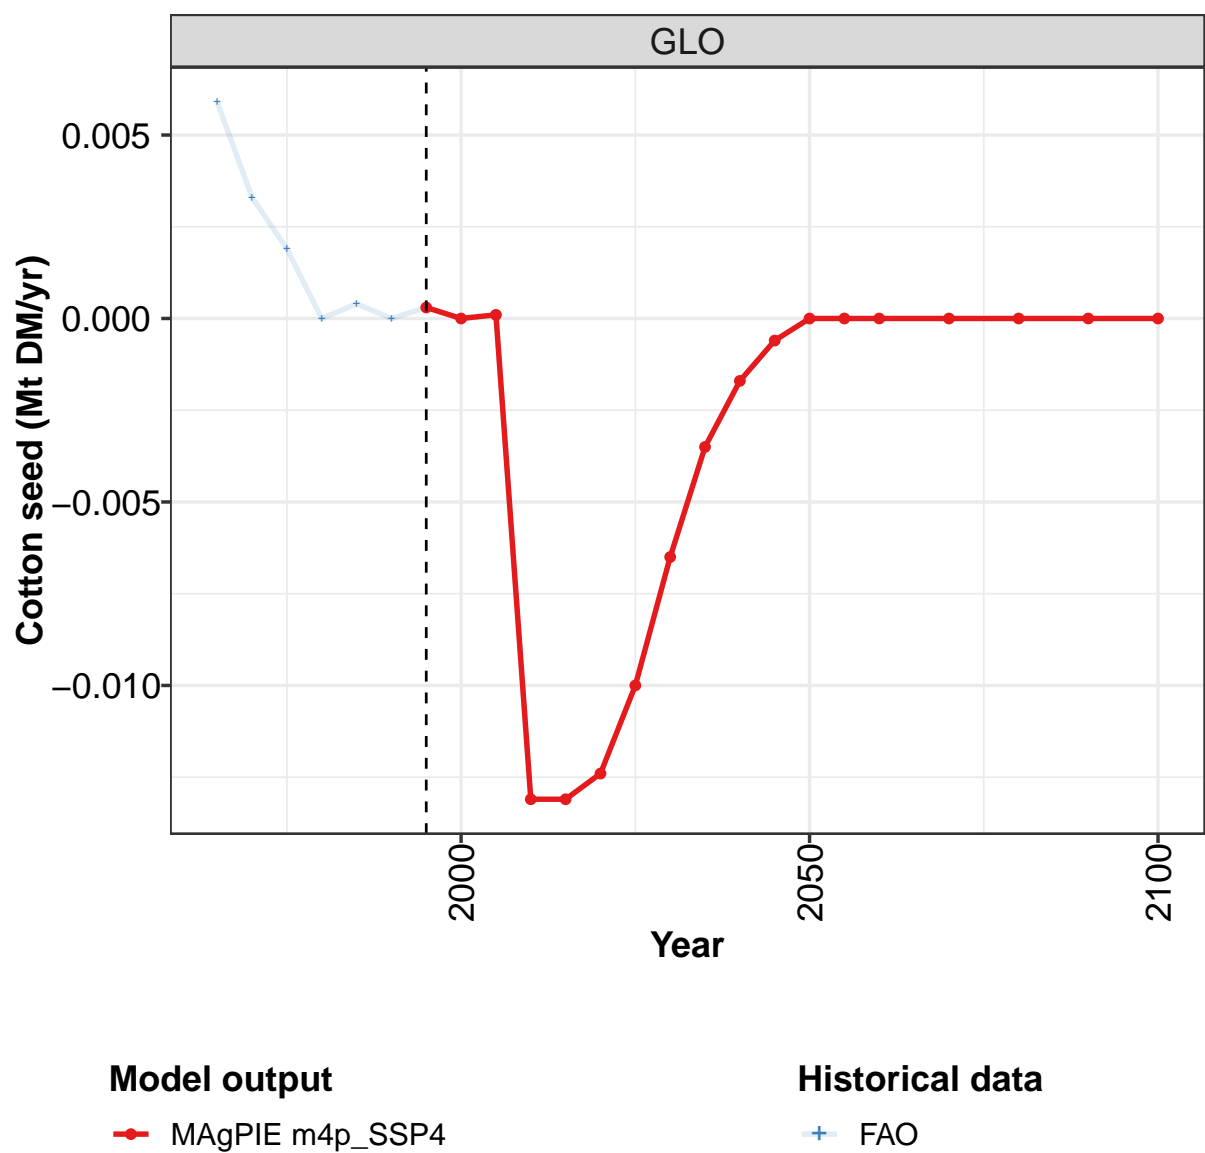 GLO
0.005
0.000
−0.005
−0.010
Cotton seed (Mt DM/yr)
2000
2050
2100
Year
Model output
MAgPIE m4p_SSP4
Historical data
FAO